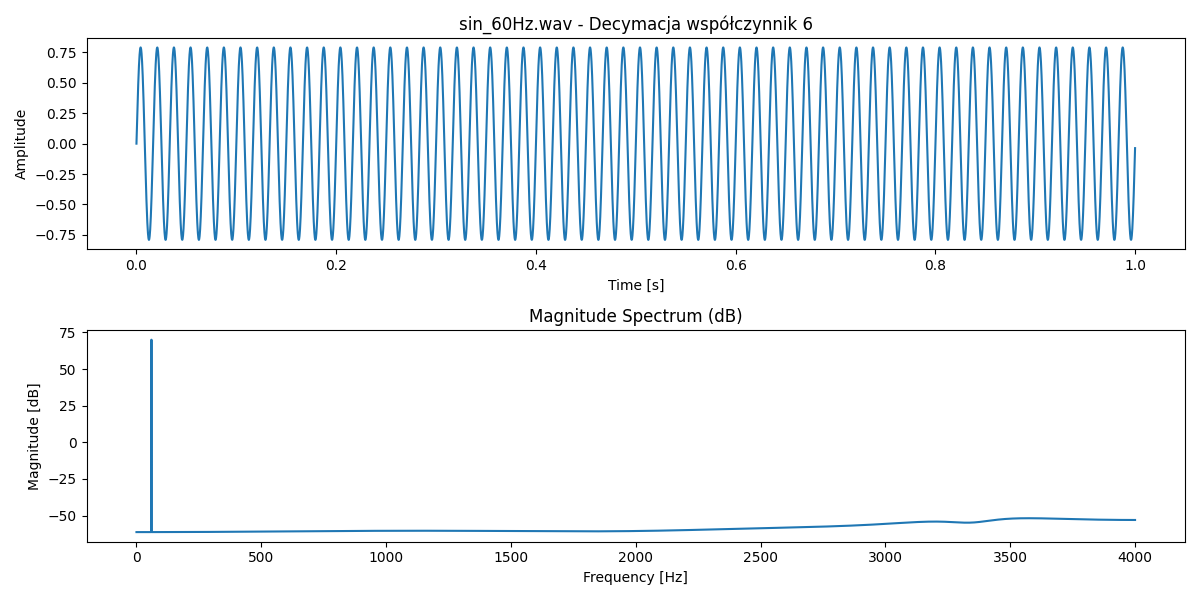 sin_60Hz.wav - Decymacja współczynnik 6
Amplitude
0.75
0.50
0.25
0.00
−0.25
−0.50
−0.75
0.0 0.2 0.4 0.6 0.8 1.0
Time [s]
Magnitude Spectrum (dB)
Magnitude [dB]
75
50
25
0
−25
−50
0 500 1000 1500 2000 2500 3000 3500 4000
Frequency [Hz]